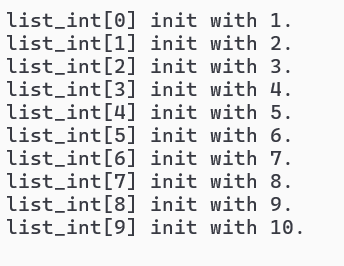 list_int[0] init with 1.
list_int[1] init with 2.
list_int[2] init with 3.
list_int[3] init with 4.
list_int[4] init with 5.
list_int[5] init with 6.
list_int[6] init with 7.
list_int[7] init with 8.
list_int[8] init with 9.
list_int[9] init with 10.